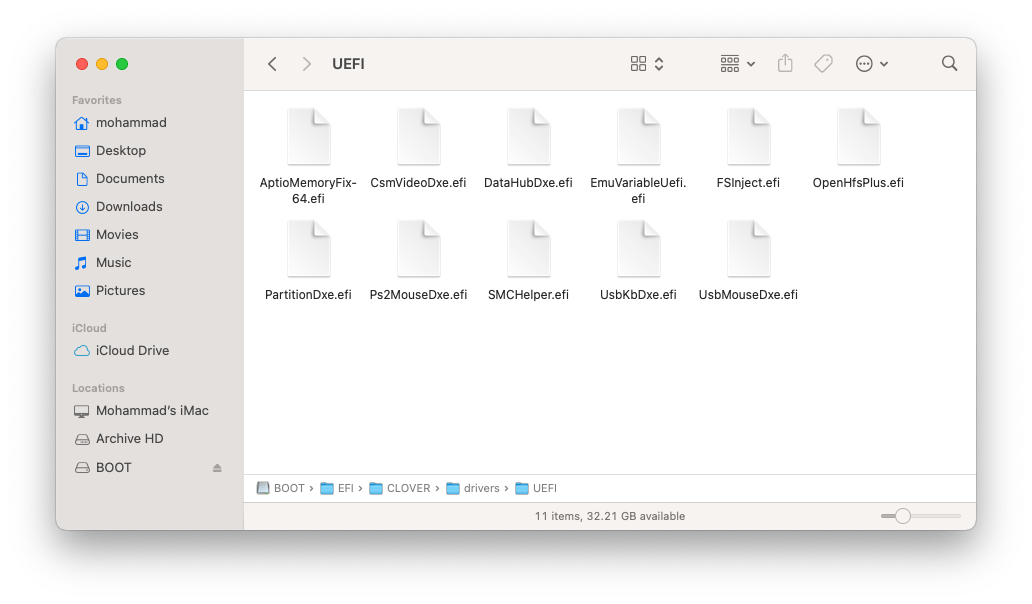 UEFI
Favorites
mohammad
Desktop
Documents
Downloads
Movies
Music
Pictures
iCloud
iCloud Drive
Locations
Mohammad's iMac
Archive HD
BOOT
AptioMemoryFix-
64.efi
CsmVideoDxe.efi
DataHubDxe.efi
EmuVariableUefi.
efi
FSInject.efi
OpenHfsPlus.efi
PartitionDxe.efi
Ps2MouseDxe.efi
SMCHelper.efi
UsbKbDxe.efi
UsbMouseDxe.efi
BOOT › EFI › CLOVER › drivers › UEFI
11 items, 32.21 GB available